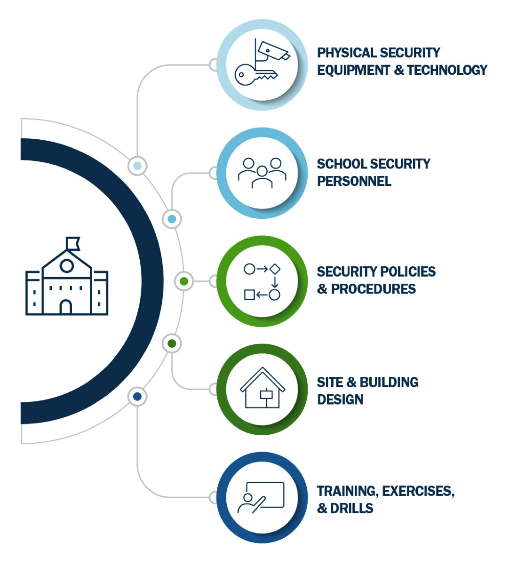 PHYSICAL SECURITY
EQUIPMENT & TECHNOLOGY
SCHOOL SECURITY
PERSONNEL
SECURITY POLICIES
& PROCEDURES
SITE & BUILDING
DESIGN
TRAINING, EXERCISES,
& DRILLS